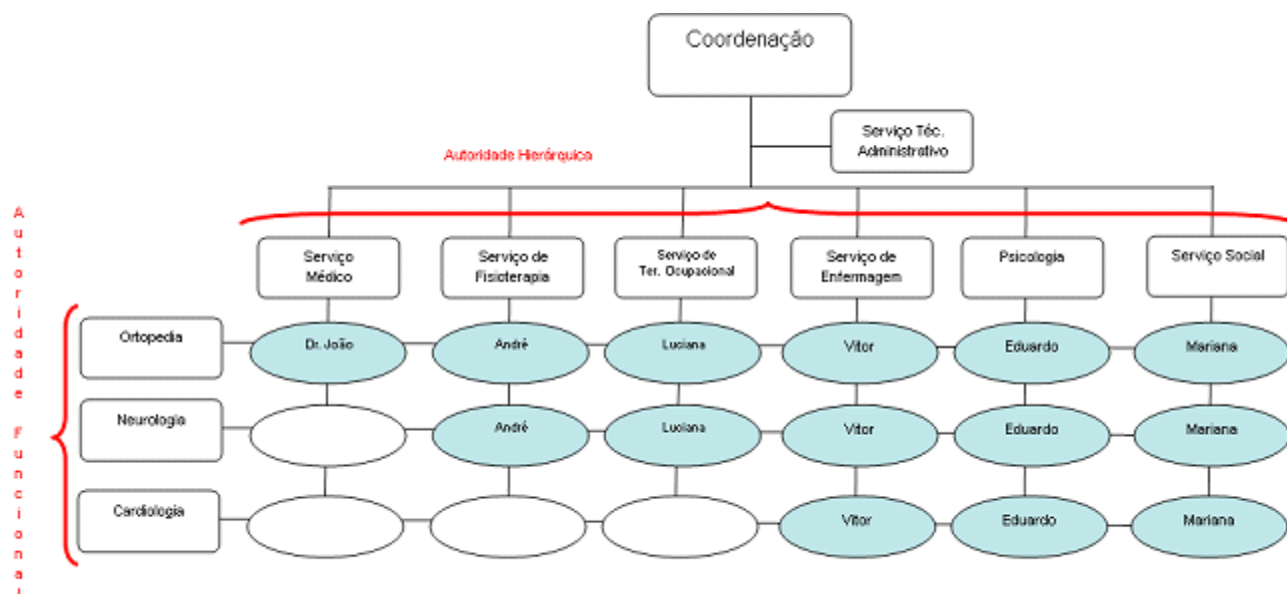 Coordenação
Serviço Téc.
Administrativo
Autoridade Hierárquica
Autoridade Funcional
Serviço
Médico
Serviço de
Fisioterapia
Serviço de
Ter. Ocupacional
Serviço de
Enfermagem
Psicologia
Serviço Social
Ortopedia
Dr. João
André
Luciana
Vitor
Eduardo
Mariana
Neurologia
André
Luciana
Vitor
Eduardo
Mariana
Cardiologia
Vitor
Eduardo
Mariana